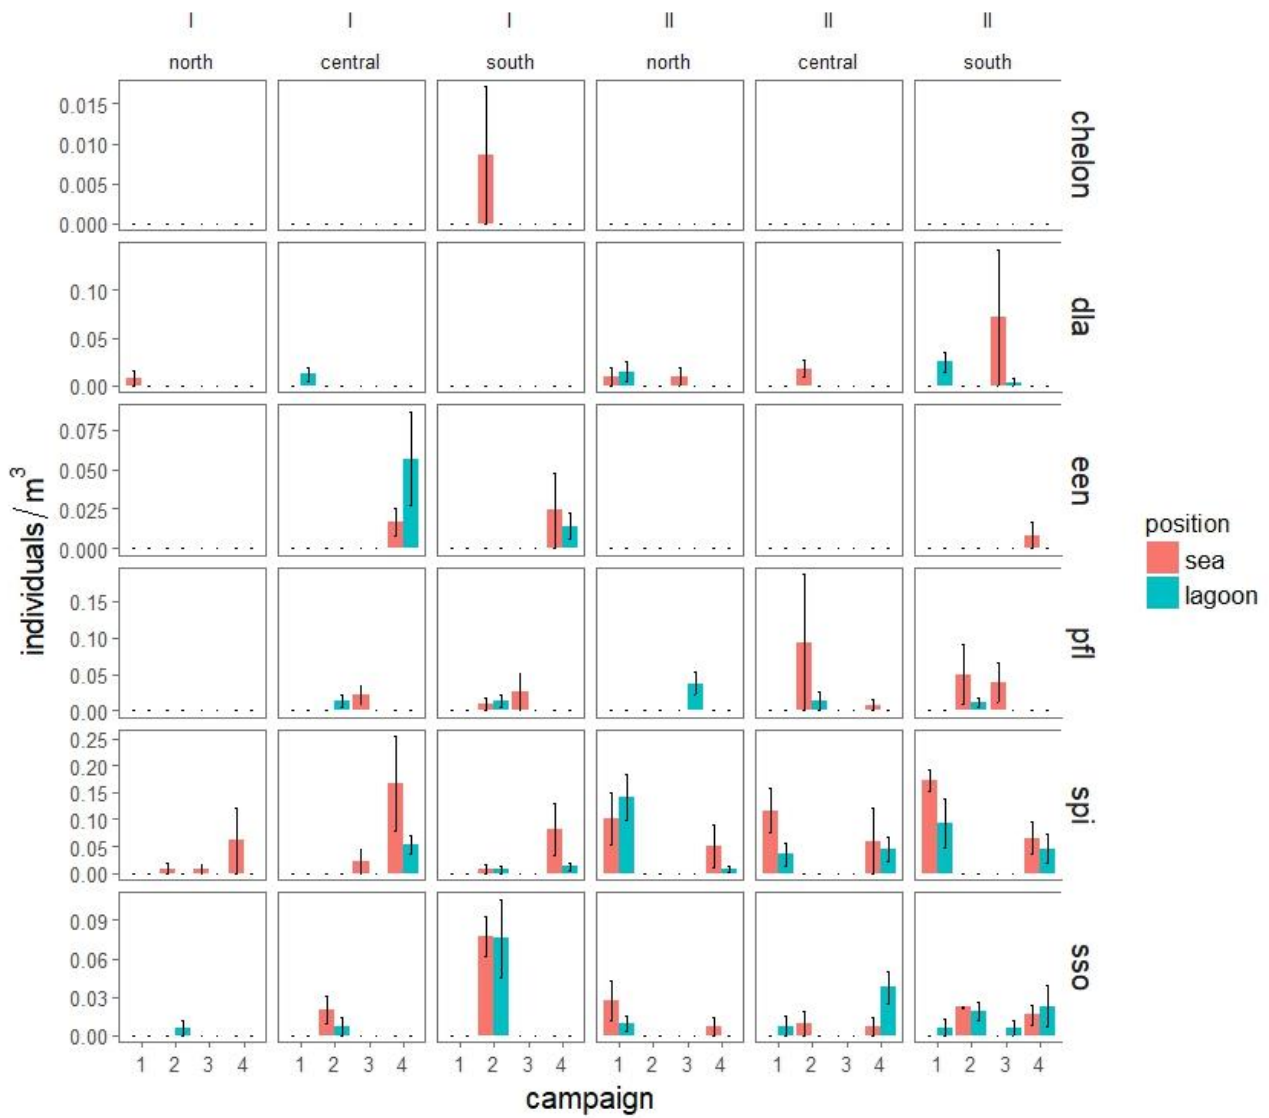 I I I II II II
north central south north central south
0.015
0.010
0.005
0.000
chelon
0.10
0.05
0.00
dla
0.075
0.050
0.025
0.000
een
0.15
0.10
0.05
0.00
pfl
0.25
0.20
0.15
0.10
0.05
0.00
spi
0.09
0.06
0.03
0.00
sso
1 2 3 4 1 2 3 4 1 2 3 4 1 2 3 4 1 2 3 4 1 2 3 4
campaign
individuals / m³
position
sea
lagoon